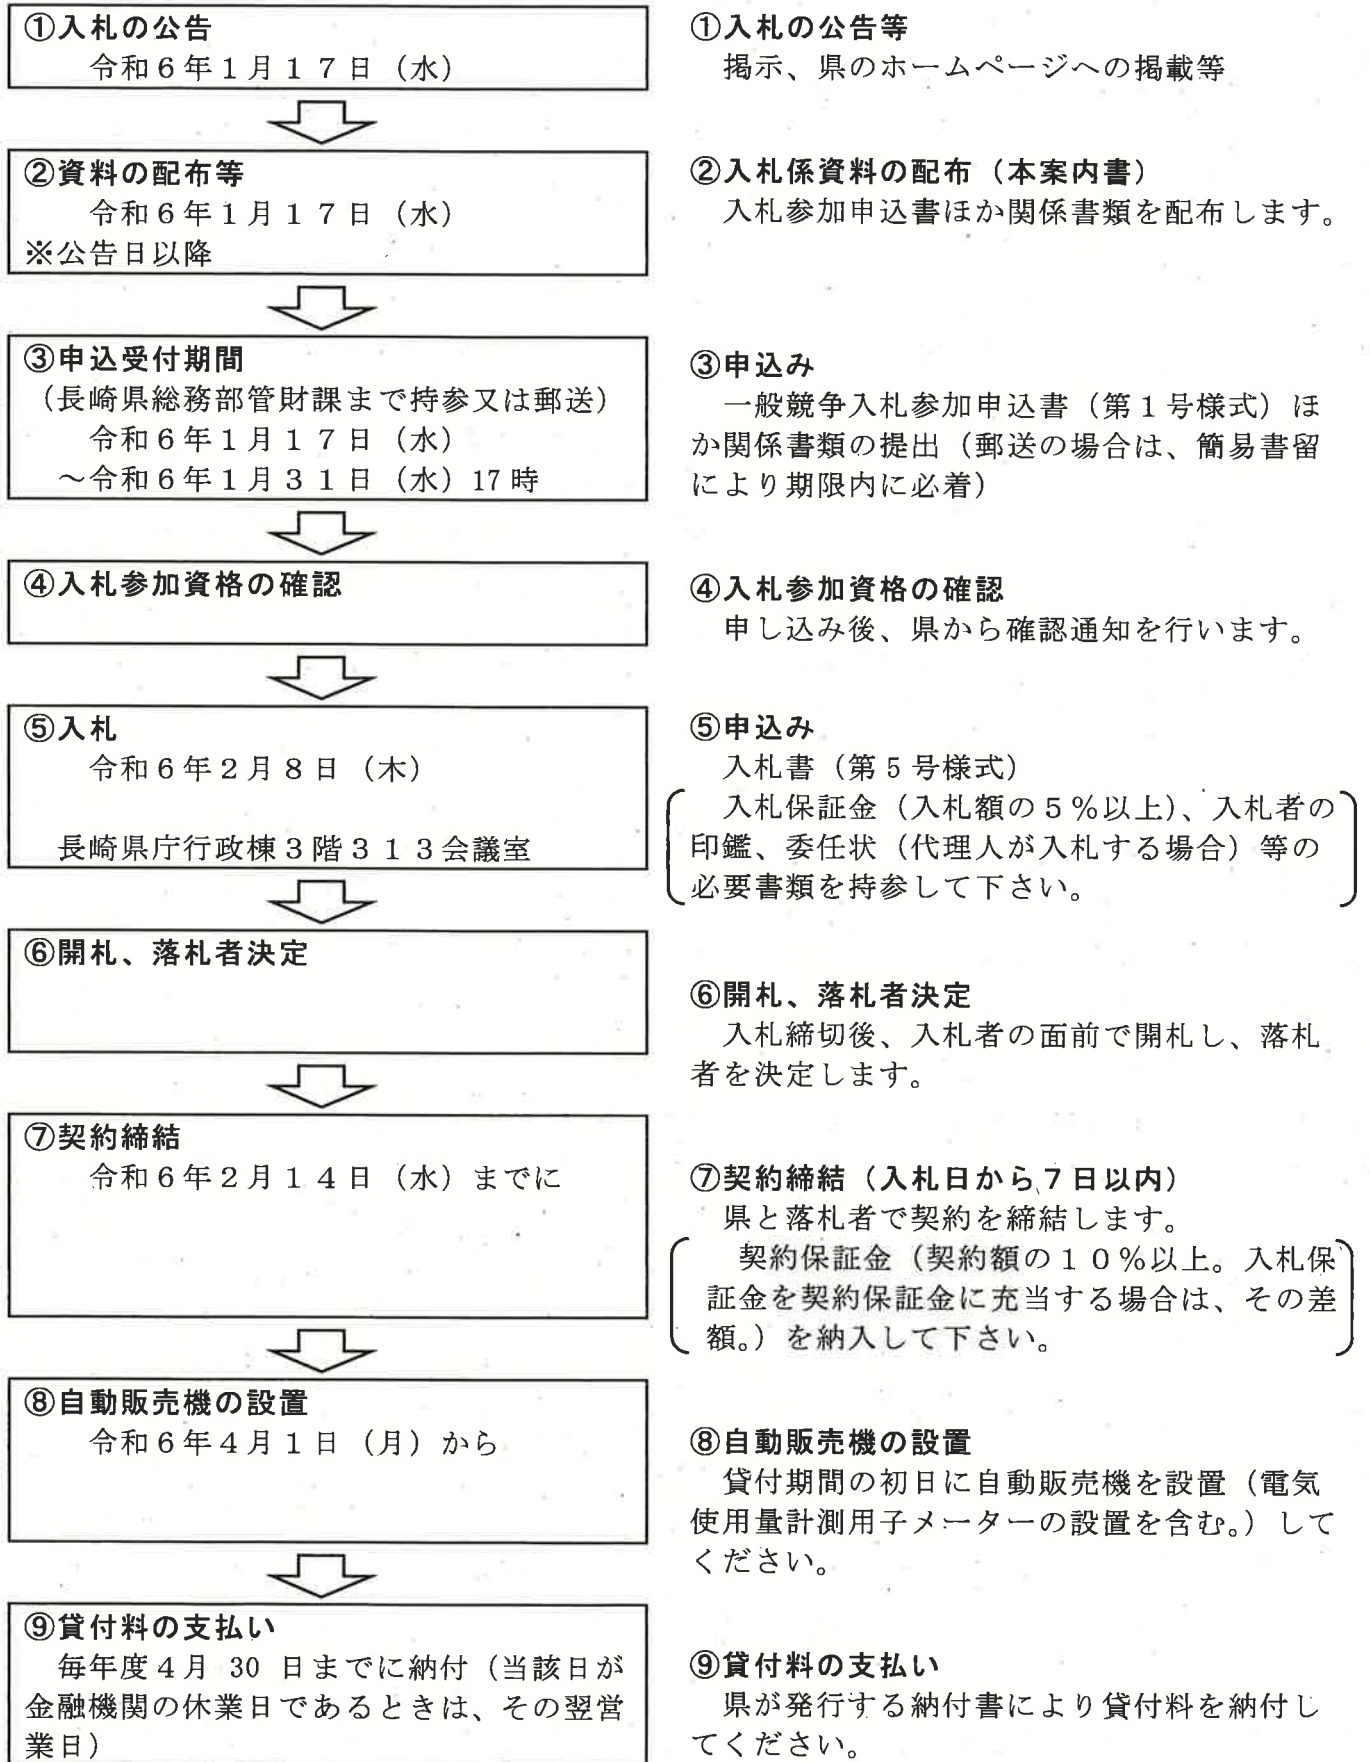 ①入札の公告
令和6年1月17日（水）
①入札の公告等
掲示、県のホームページへの掲載等
②資料の配布等
令和6年1月17日（水）
※公告日以降
②入札係資料の配布（本案内書）
入札参加申込書ほか関係書類を配布します。
③申込受付期間
（長崎県総務部管財課まで持参又は郵送）
令和6年1月17日（水）
～令和6年1月31日（水）17時
③申込み
一般競争入札参加申込書（第1号様式）ほ
か関係書類の提出（郵送の場合は、簡易書留
により期限内に必着）
④入札参加資格の確認
④入札参加資格の確認
申し込み後、県から確認通知を行います。
⑤入札
令和6年2月8日（木）
長崎県庁行政棟3階313会議室
⑤申込み
入札書（第5号様式）
入札保証金（入札額の5％以上）、入札者の
印鑑、委任状（代理人が入札する場合）等の
必要書類を持参して下さい。
⑥開札、落札者決定
⑥開札、落札者決定
入札締切後、入札者の面前で開札し、落札
者を決定します。
⑦契約締結
令和6年2月14日（水）までに
⑦契約締結（入札日から7日以内）
県と落札者で契約を締結します。
契約保証金（契約額の10％以上。入札保
証金を契約保証金に充当する場合は、その差
額。）を納入して下さい。
⑧自動販売機の設置
令和6年4月1日（月）から
⑧自動販売機の設置
貸付期間の初日に自動販売機を設置（電気
使用量計測用子メーターの設置を含む。）して
ください。
⑨貸付料の支払い
毎年度4月 30 日までに納付（当該日が
金融機関の休業日であるときは、その翌営
業日）
⑨貸付料の支払い
県が発行する納付書により貸付料を納付し
てください。